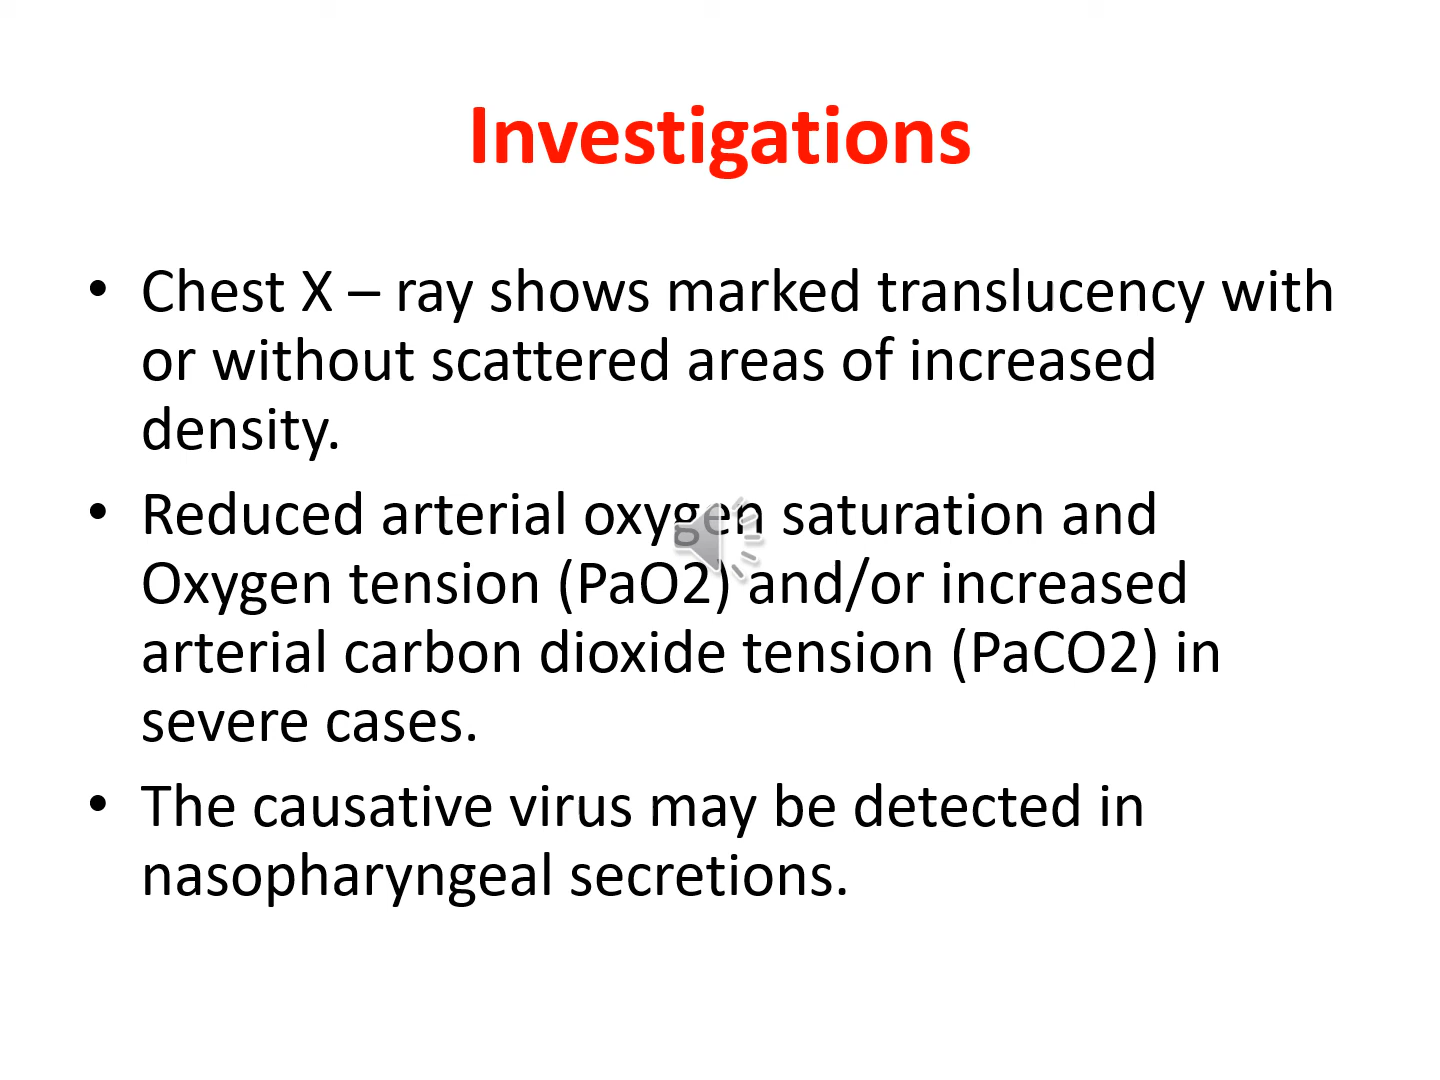 Investigations
• Chest X – ray shows marked translucency with
or without scattered areas of increased
density.
• Reduced arterial oxygen saturation and
Oxygen tension (PaO2) and/or increased
arterial carbon dioxide tension (PaCO2) in
severe cases.
• The causative virus may be detected in
nasopharyngeal secretions.